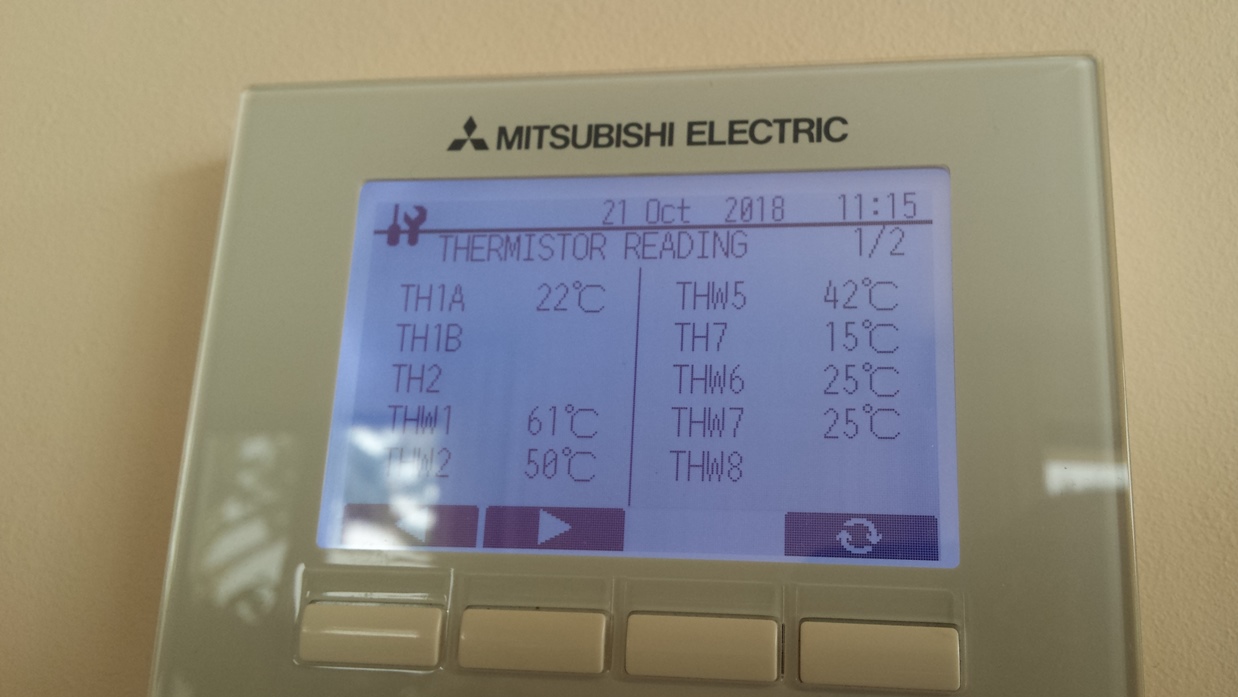 MITSUBISHI ELECTRIC
21 Oct 2018 11:15
THERMISTOR READING 1/2
TH1A 22℃ THW5 42℃
TH1B TH7 15℃
TH2 THW6 25℃
THW1 61℃ THW7 25℃
THW2 50℃ THW8